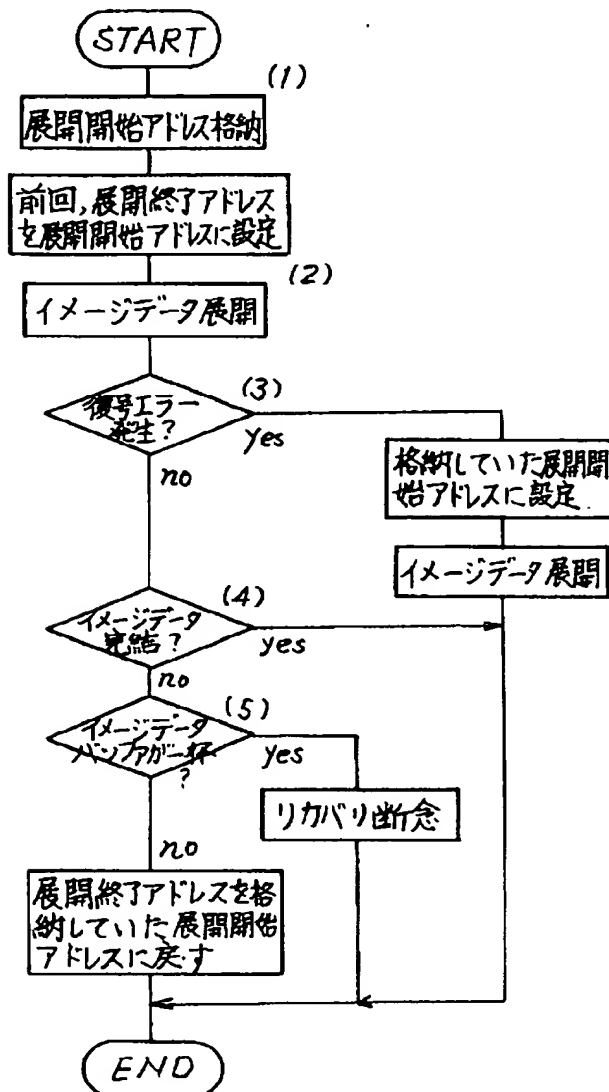 START
(1)
展開開始アドレス格納
前回,展開終了アドレス
を展開開始アドレスに設定
(2)
イメージデータ展開
(3)
復号エラー
発生?
yes
no
格納していた展開開
始アドレスに設定.
イメージデータ展開
(4)
イメージデータ
完結?
yes
no
(5)
イメージデータ
バッファが一杯
?
yes
リカバリ断念
no
展開終了アドレスを格
納していた展開開始
アドレスに戻す
END